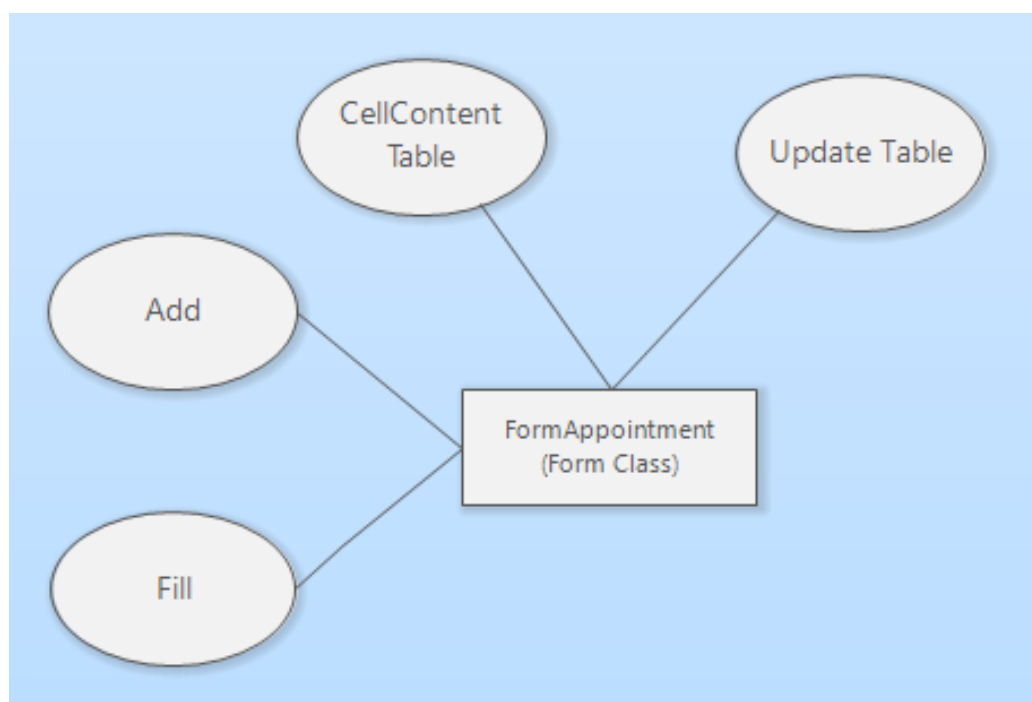 CellContent
Table
Update Table
Add
FormAppointment
(Form Class)
Fill